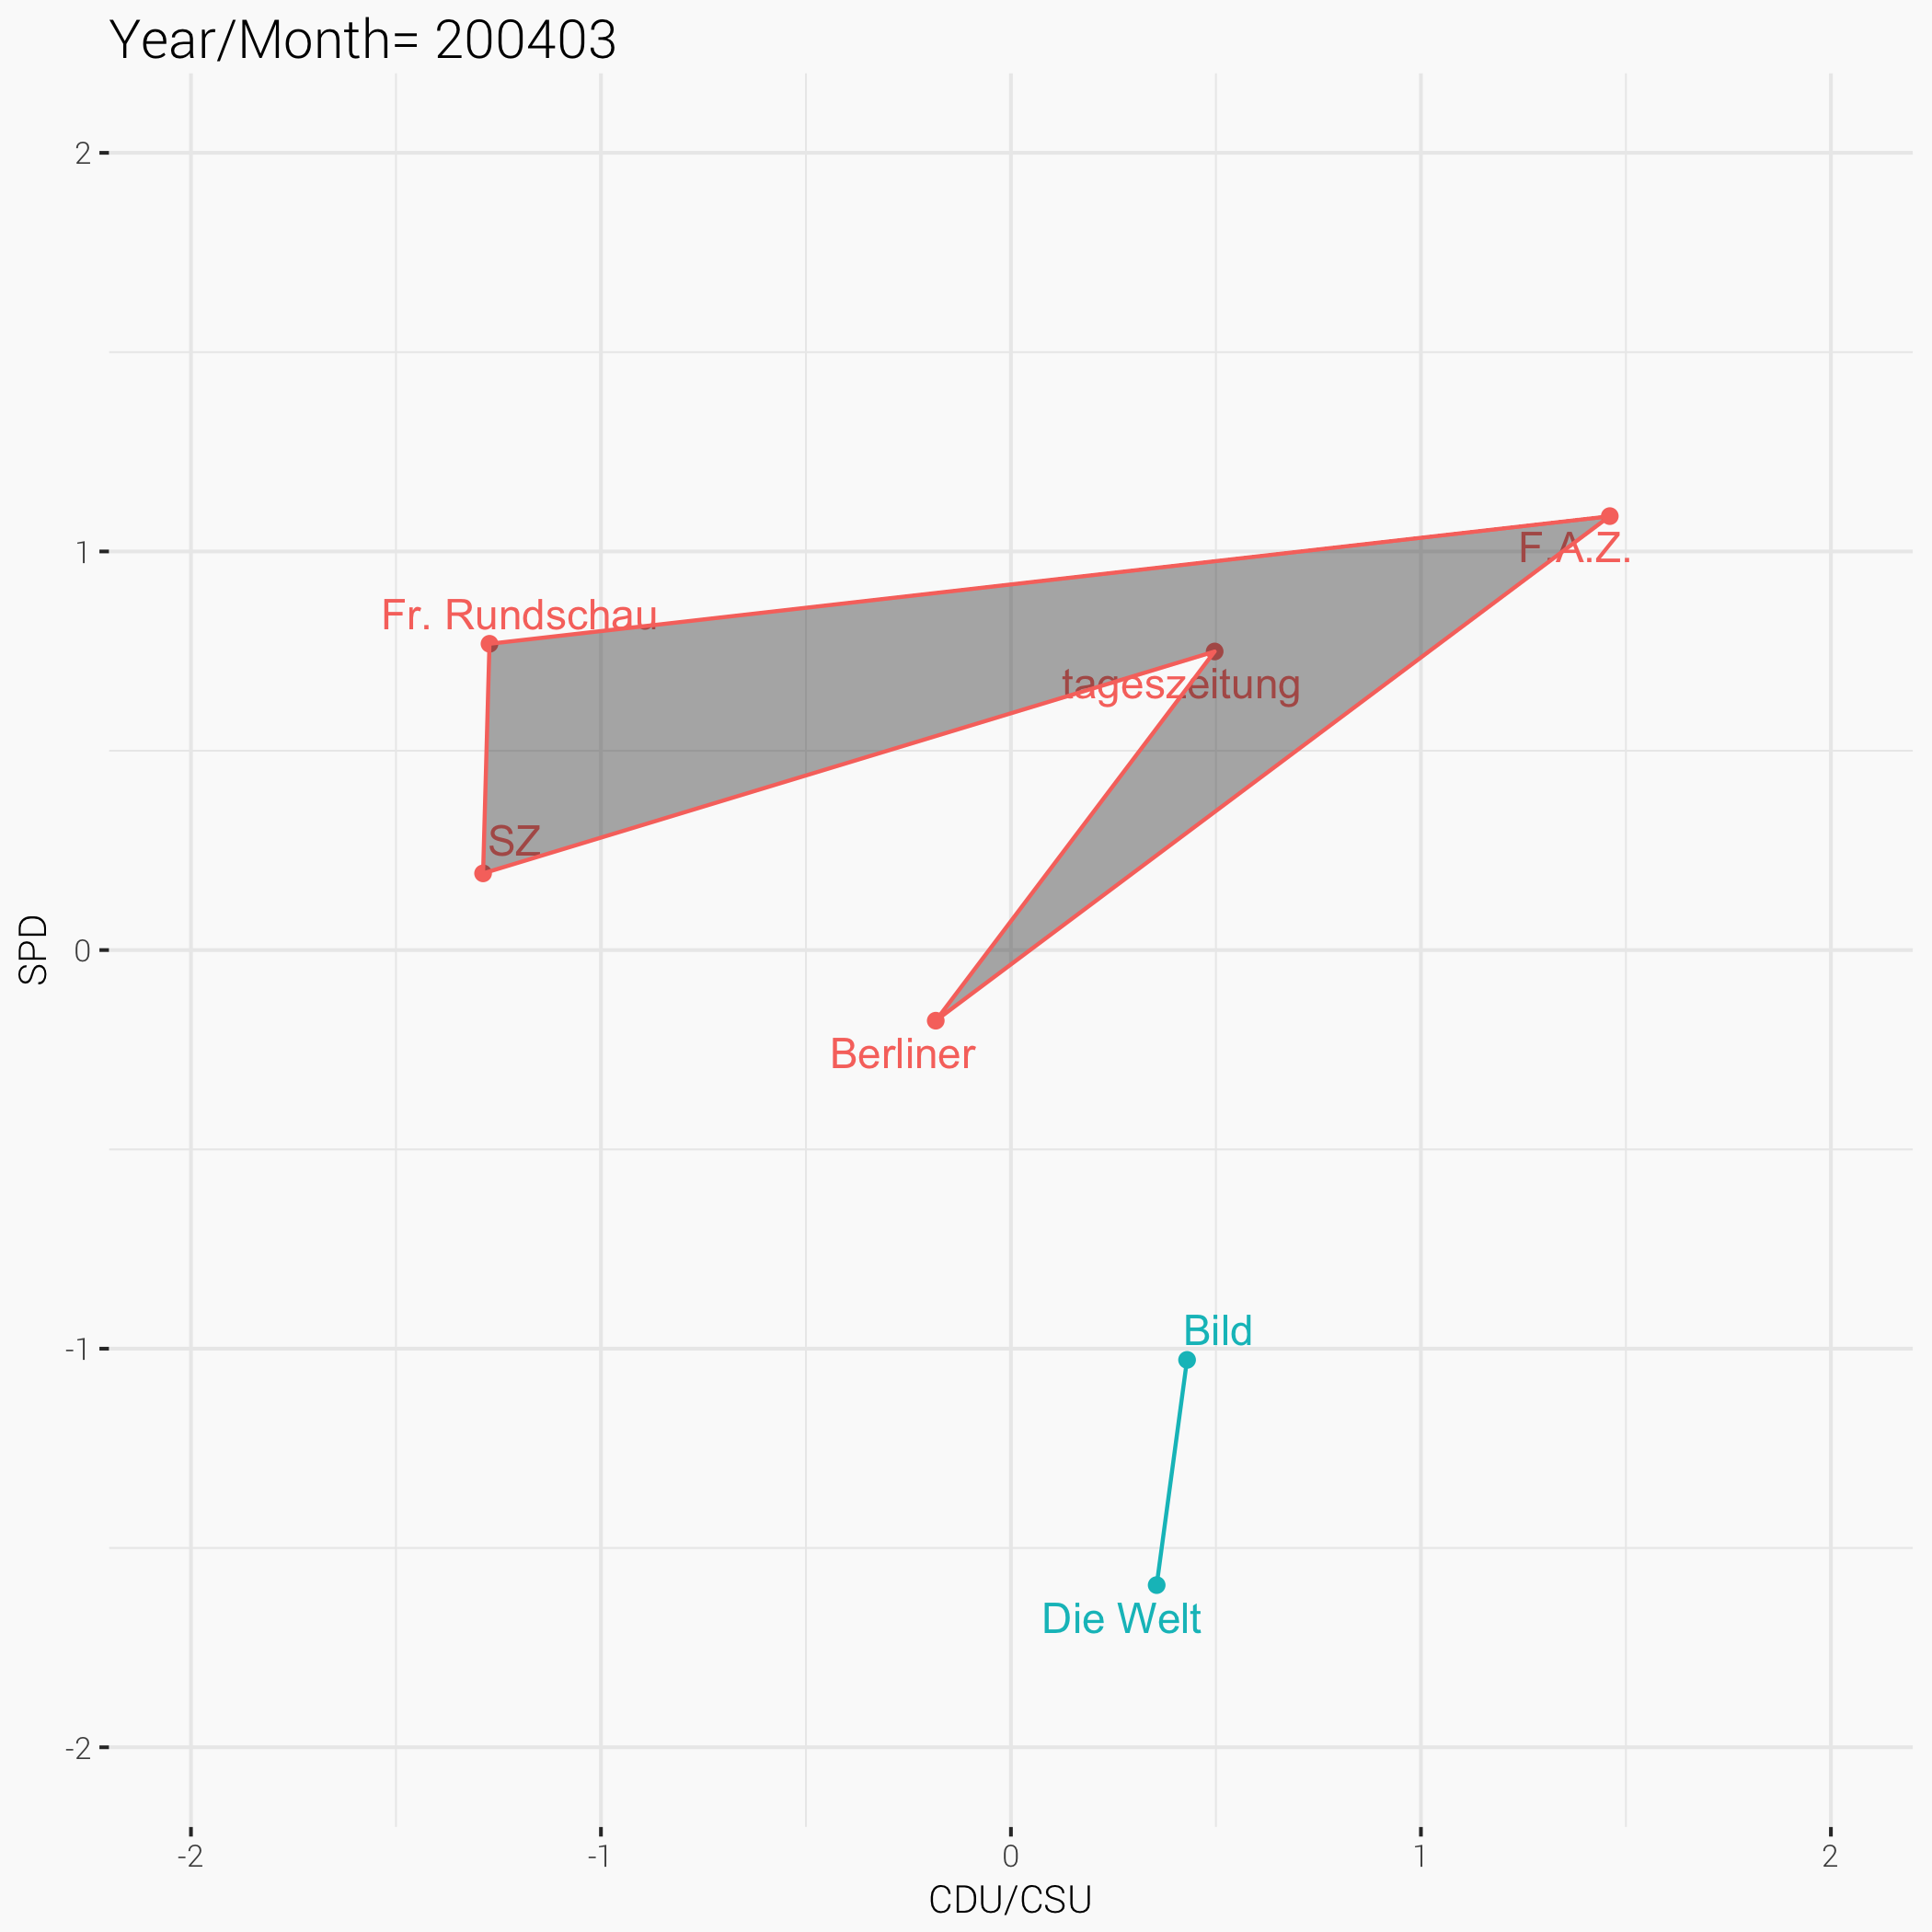 Year/Month= 200403
2
1
0
-1
-2
SPD
F.A.Z.
Fr. Rundschau
tageszeitung
SZ
Berliner
Bild
Die Welt
-2 -1 0 1 2
CDU/CSU